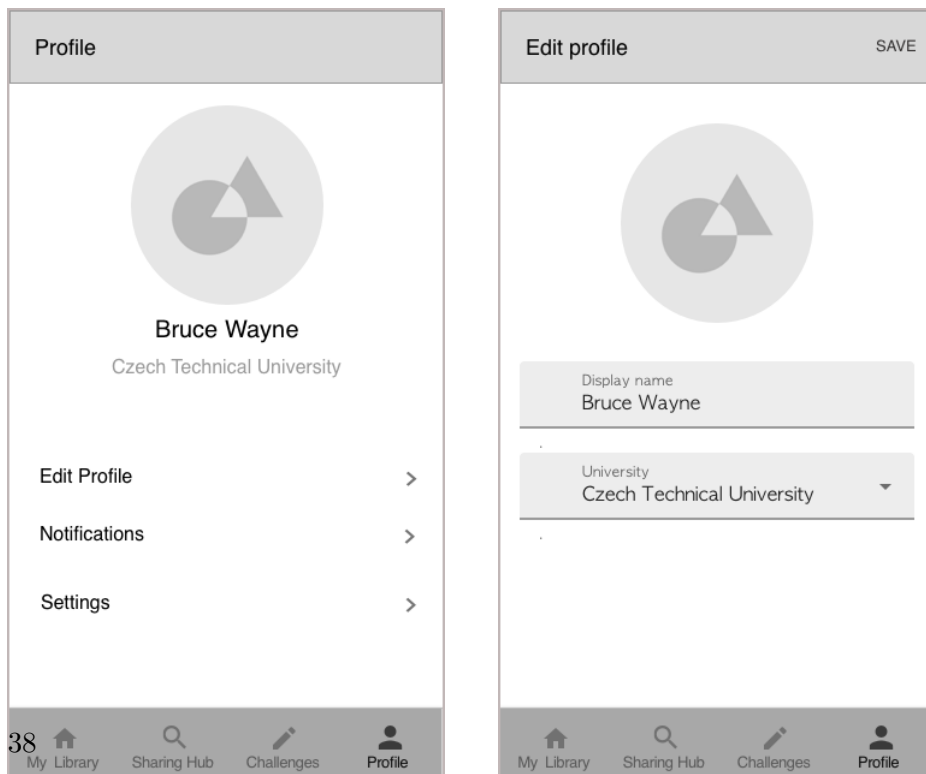 Profile
Bruce Wayne
Czech Technical University
Edit Profile
Notifications
Settings
38
My Library Sharing Hub Challenges Profile
Edit profile SAVE
Display name
Bruce Wayne
University
Czech Technical University
My Library Sharing Hub Challenges Profile